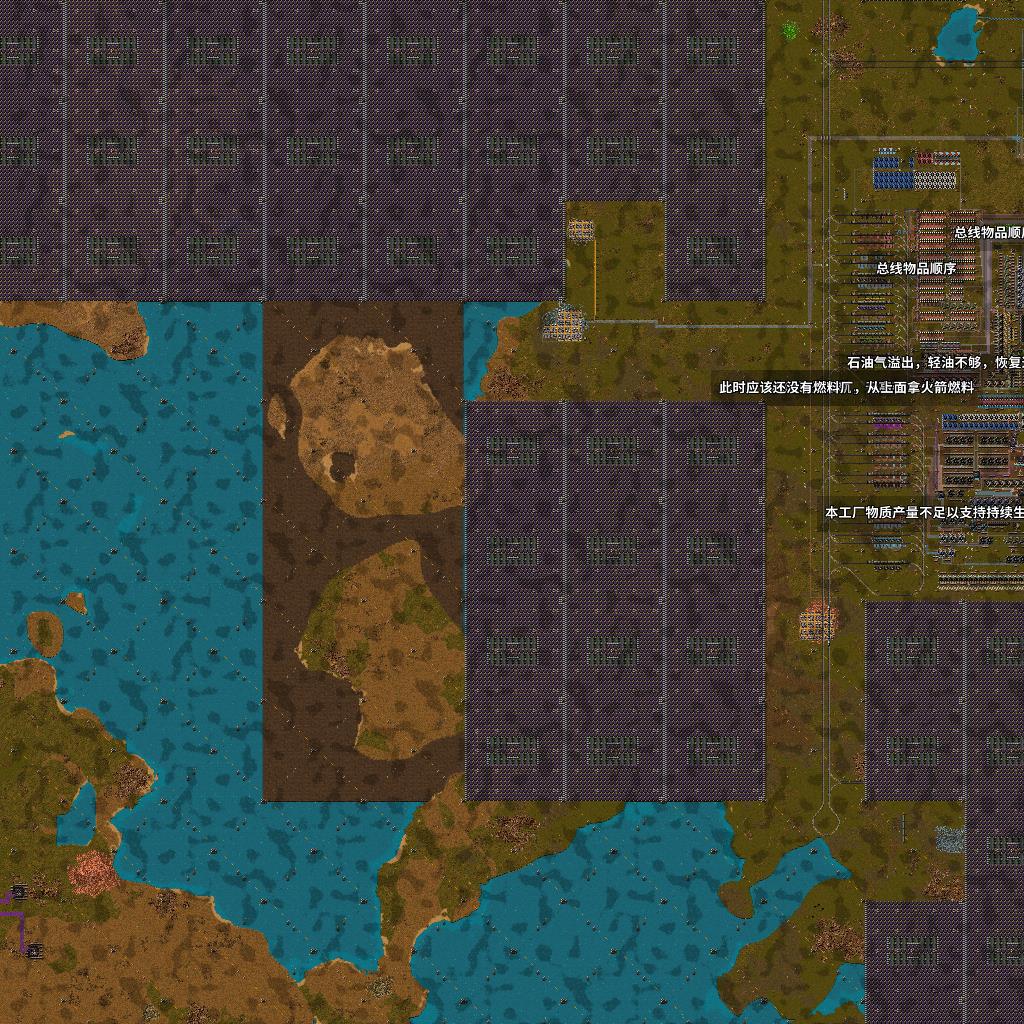 总线物品顺
总线物品顺序
石油气溢出，轻油不够，恢复
此时应该还没有燃料厂，从上面拿火箭燃料
本工厂物质产量不足以支持持续生